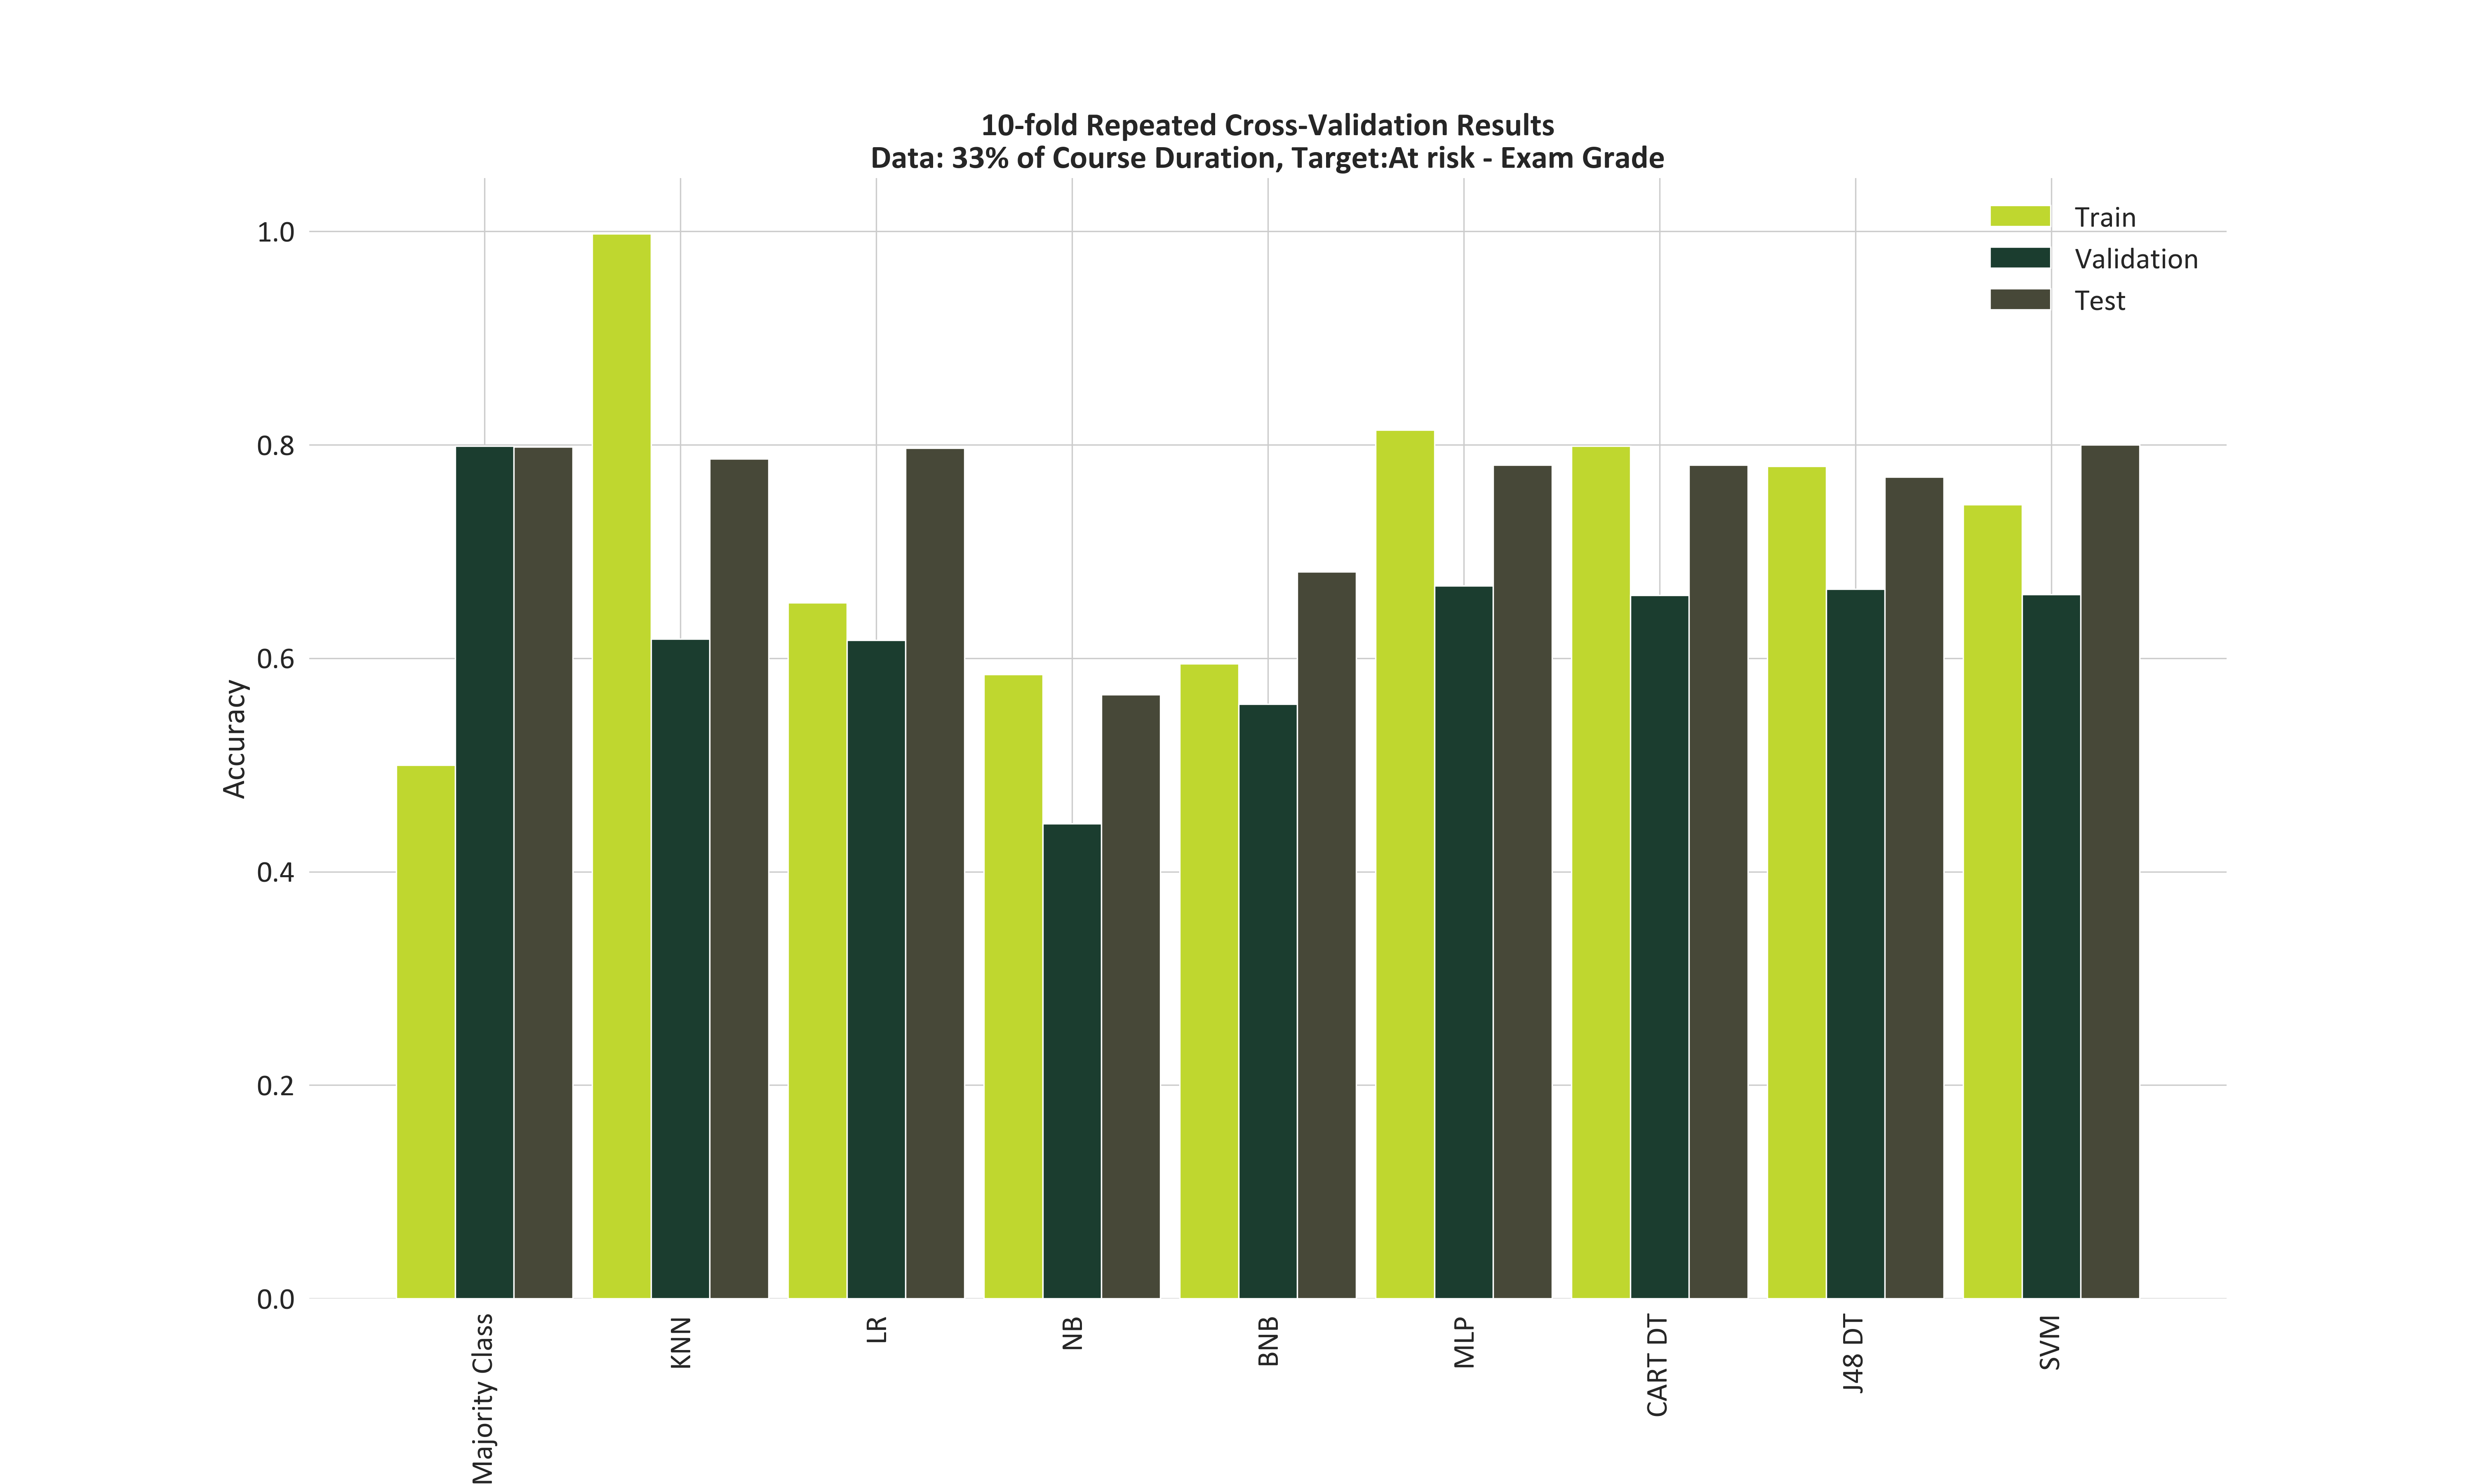 10-fold Repeated Cross-Validation Results
Data: 33% of Course Duration, Target:At risk - Exam Grade
Train
Validation
Test
Accuracy
1.0
0.8
0.6
0.4
0.2
0.0
Majority Class
KNN
LR
NB
BNB
MLP
CART DT
J48 DT
SVM